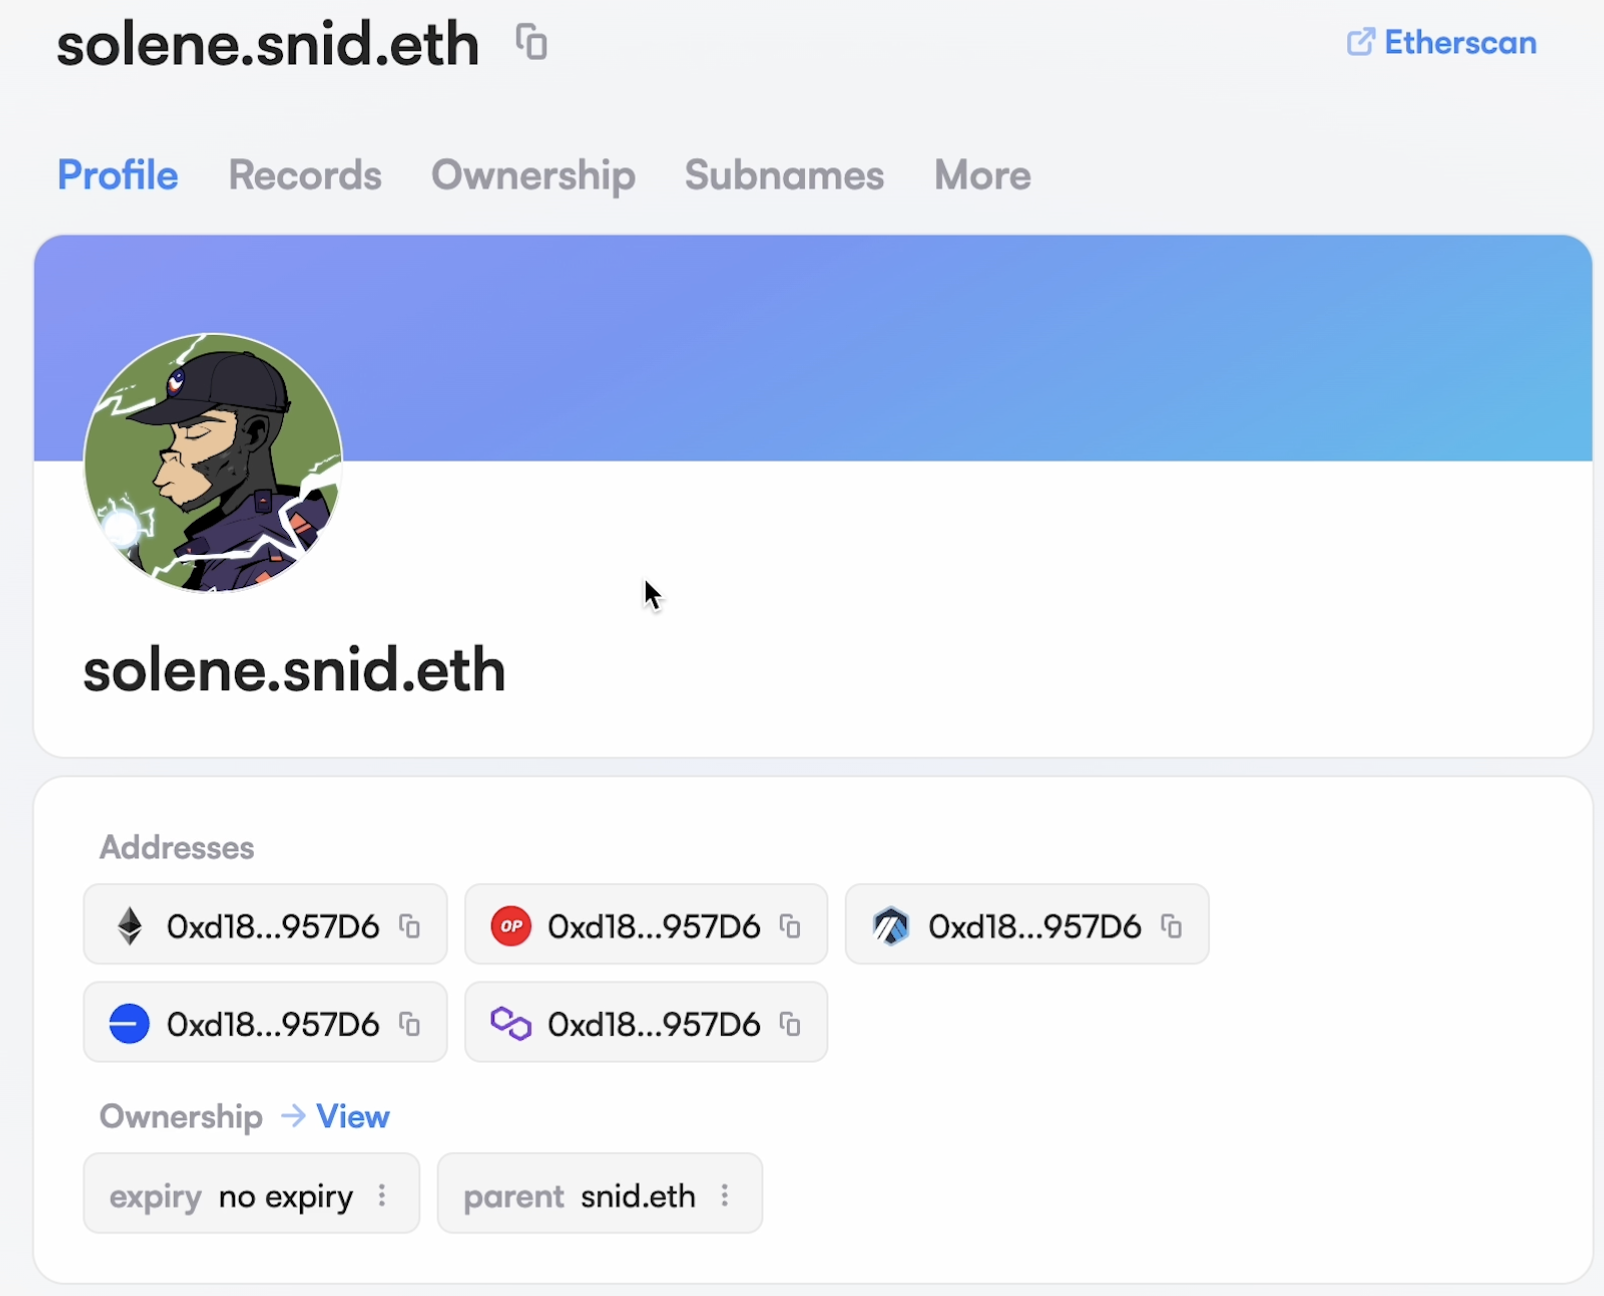 solene.snid.eth
Etherscan
Profile Records Ownership Subnames More
solene.snid.eth
Addresses
0xd18...957D6 OP 0xd18...957D6 0xd18...957D6
0xd18...957D6 0xd18...957D6
Ownership → View
expiry no expiry parent snid.eth